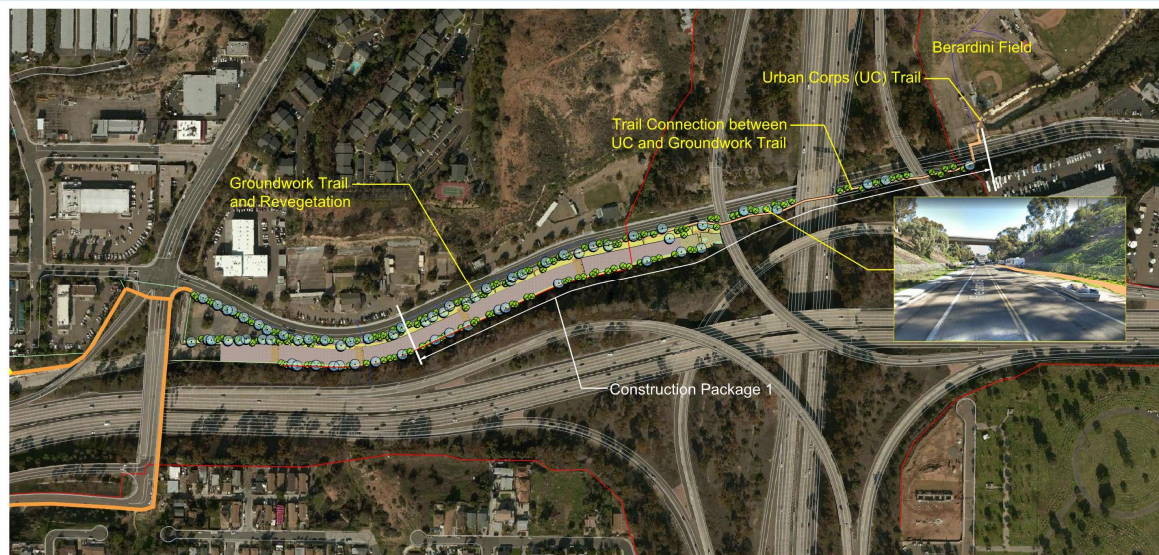 Berardini Field
Urban Corps (UC) Trail
Trail Connection between
UC and Groundwork Trail
Groundwork Trail
and Revegetation
Construction Package 1